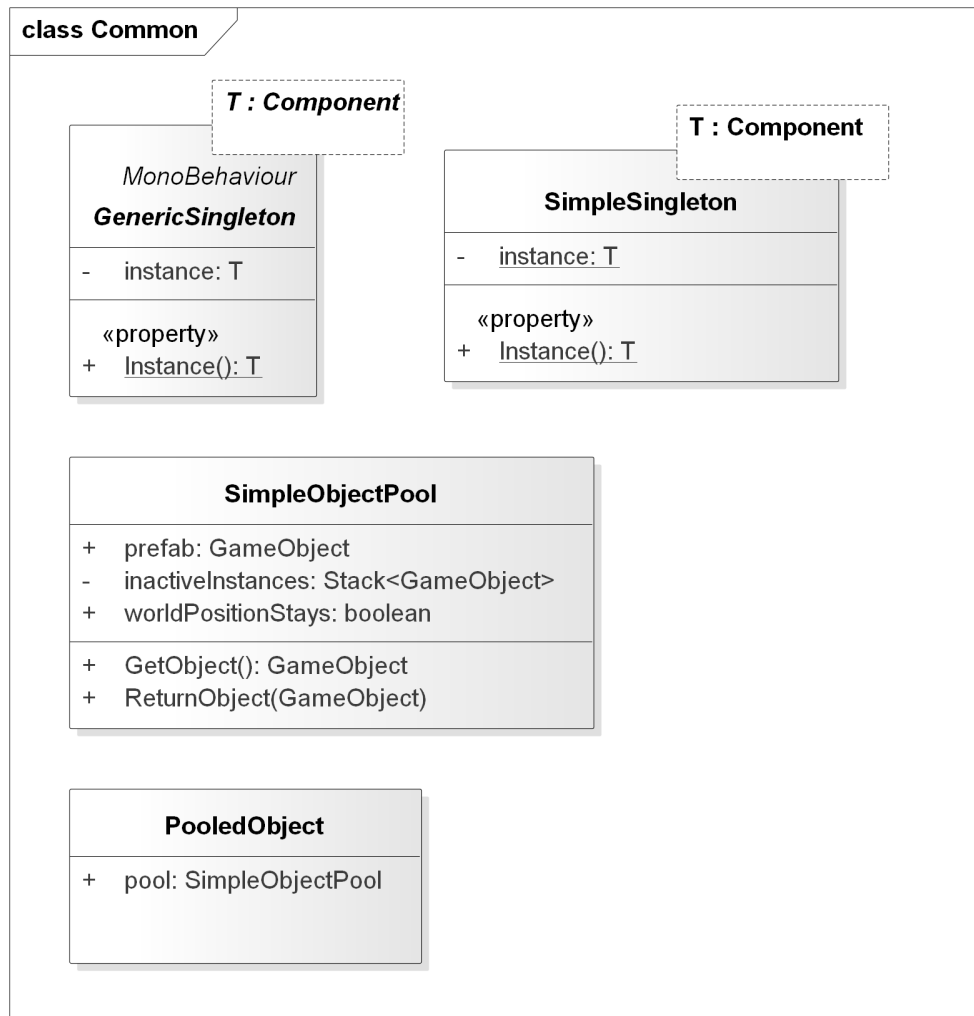 class Common
T : Component
MonoBehaviour
GenericSingleton
- instance: T
«property»
+ Instance(): T
T : Component
SimpleSingleton
- instance: T
«property»
+ Instance(): T
SimpleObjectPool
+ prefab: GameObject
- inactiveInstances: Stack<GameObject>
+ worldPositionStays: boolean
+ GetObject(): GameObject
+ ReturnObject(GameObject)
PooledObject
+ pool: SimpleObjectPool